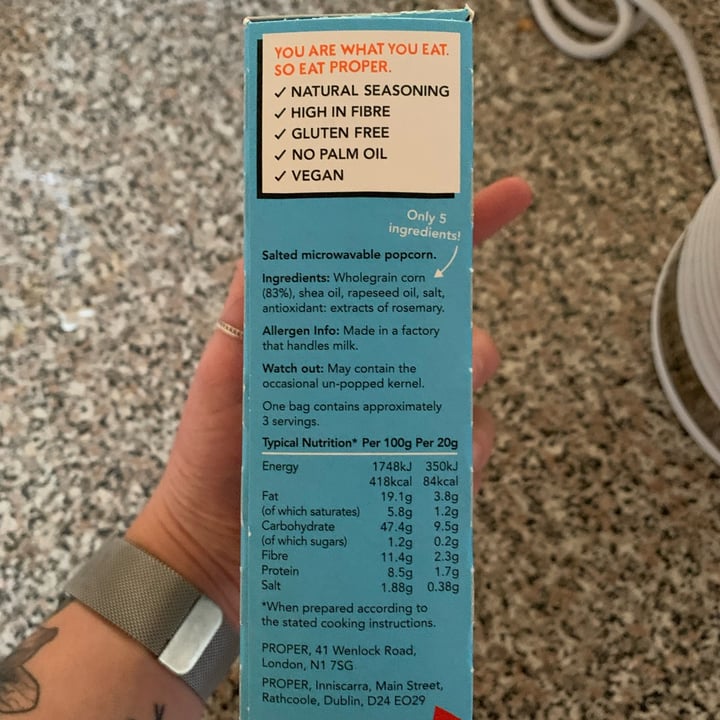 YOU ARE WHAT YOU EAT.
SO EAT PROPER.
✓ NATURAL SEASONING
✓ HIGH IN FIBRE
✓ GLUTEN FREE
✓ NO PALM OIL
✓ VEGAN
Only 5
ingredients!
Salted microwavable popcorn.
Ingredients: Wholegrain corn
(83%), shea oil, rapeseed oil, salt,
antioxidant: extracts of rosemary.
Allergen Info: Made in a factory
that handles milk.
Watch out: May contain the
occasional un-popped kernel.
One bag contains approximately
3 servings.
Typical Nutrition* Per 100g Per 20g
Energy 1748kJ 350kJ
418kcal 84kcal
Fat 19.1g 3.8g
(of which saturates) 5.8g 1.2g
Carbohydrate 47.4g 9.5g
(of which sugars) 1.2g 0.2g
Fibre 11.4g 2.3g
Protein 8.5g 1.7g
Salt 1.88g 0.38g
*When prepared according to
the stated cooking instructions.
PROPER, 41 Wenlock Road,
London, N1 7SG
PROPER, Inniscarra, Main Street,
Rathcoole, Dublin, D24 EO29